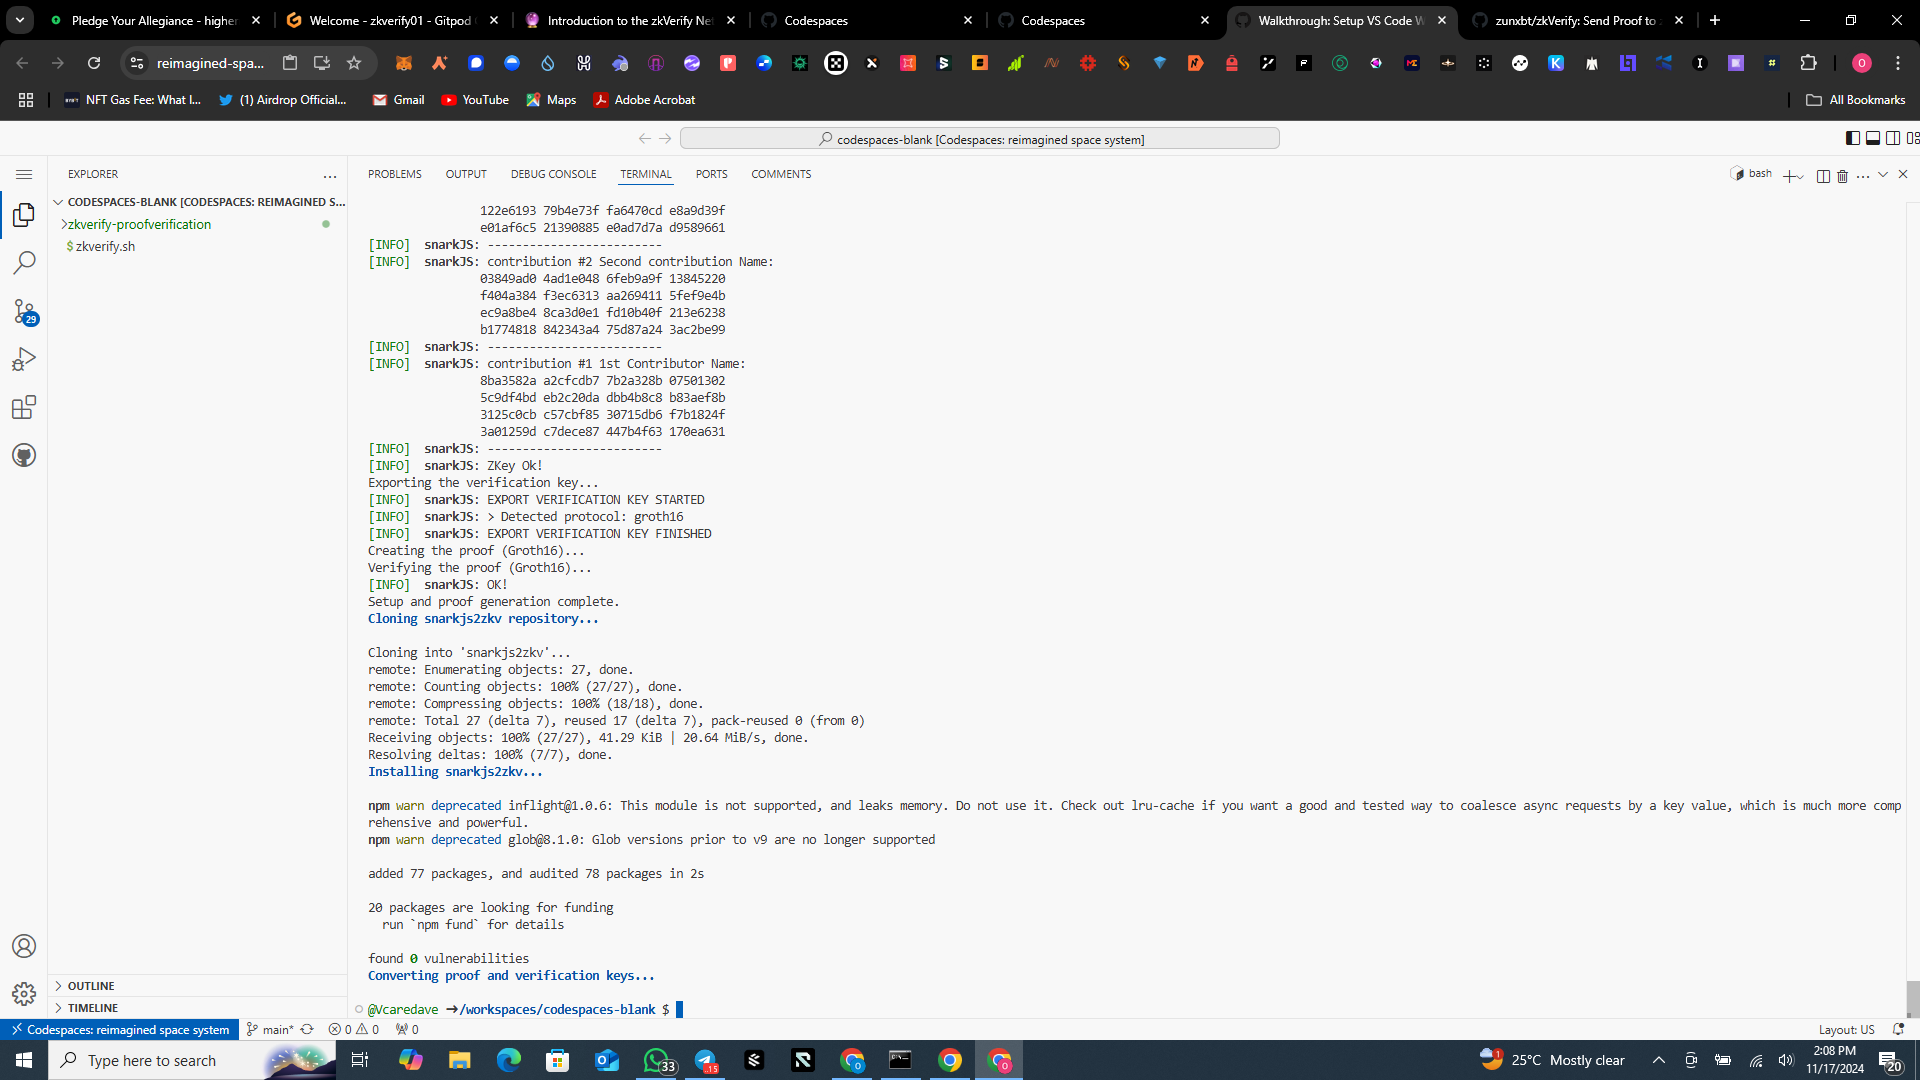 Pledge Your Allegiance - higher
Welcome - zkverify01 - Gitpod
Introduction to the zkVerify Net
Codespaces
Codespaces
Walkthrough: Setup VS Code W
zunxbt/zkVerify: Send Proof to
reimagined-spa...
NFT Gas Fee: What I...
(1) Airdrop Official...
Gmail
YouTube
Maps
Adobe Acrobat
All Bookmarks
codespaces-blank [Codespaces: reimagined space system]
EXPLORER
CODESPACES-BLANK [CODESPACES: REIMAGINED S...
zkverify-proofverification
$ zkverify.sh
29
OUTLINE
TIMELINE
PROBLEMS
OUTPUT
DEBUG CONSOLE
TERMINAL
PORTS
COMMENTS
bash
122e6193 79b4e73f fa6470cd e8a9d39f
e01af6c5 21390885 e0ad7d7a d9589661
[INFO]  snarkJS: -------------------------
[INFO]  snarkJS: contribution #2 Second contribution Name:
03849ad0 4ad1e048 6feb9a9f 13845220
f404a384 f3ec6313 aa269411 5fef9e4b
ec9a8be4 8ca3d0e1 fd10b40f 213e6238
b1774818 842343a4 75d87a24 3ac2be99
[INFO]  snarkJS: -------------------------
[INFO]  snarkJS: contribution #1 1st Contributor Name:
8ba3582a a2cfcdb7 7b2a328b 07501302
5c9df4bd eb2c20da dbb4b8c8 b83aef8b
3125c0cb c57cbf85 30715db6 f7b1824f
3a01259d c7dece87 447b4f63 170ea631
[INFO]  snarkJS: -------------------------
[INFO]  snarkJS: ZKey Ok!
Exporting the verification key...
[INFO]  snarkJS: EXPORT VERIFICATION KEY STARTED
[INFO]  snarkJS: > Detected protocol: groth16
[INFO]  snarkJS: EXPORT VERIFICATION KEY FINISHED
Creating the proof (Groth16)...
Verifying the proof (Groth16)...
[INFO]  snarkJS: OK!
Setup and proof generation complete.
Cloning snarkjs2zkv repository...
Cloning into 'snarkjs2zkv'...
remote: Enumerating objects: 27, done.
remote: Counting objects: 100% (27/27), done.
remote: Compressing objects: 100% (18/18), done.
remote: Total 27 (delta 7), reused 17 (delta 7), pack-reused 0 (from 0)
Receiving objects: 100% (27/27), 41.29 KiB | 20.64 MiB/s, done.
Resolving deltas: 100% (7/7), done.
Installing snarkjs2zkv...
npm warn deprecated inflight@1.0.6: This module is not supported, and leaks memory. Do not use it. Check out lru-cache if you want a good and tested way to coalesce async requests by a key value, which is much more comp
rehensive and powerful.
npm warn deprecated glob@8.1.0: Glob versions prior to v9 are no longer supported
added 77 packages, and audited 78 packages in 2s
20 packages are looking for funding
run `npm fund` for details
found 0 vulnerabilities
Converting proof and verification keys...
@Vcaredave ➜/workspaces/codespaces-blank $
Codespaces: reimagined space system
main*
0 0
0
Layout: US
Type here to search
33
15
25°C Mostly clear
2:08 PM
11/17/2024
20